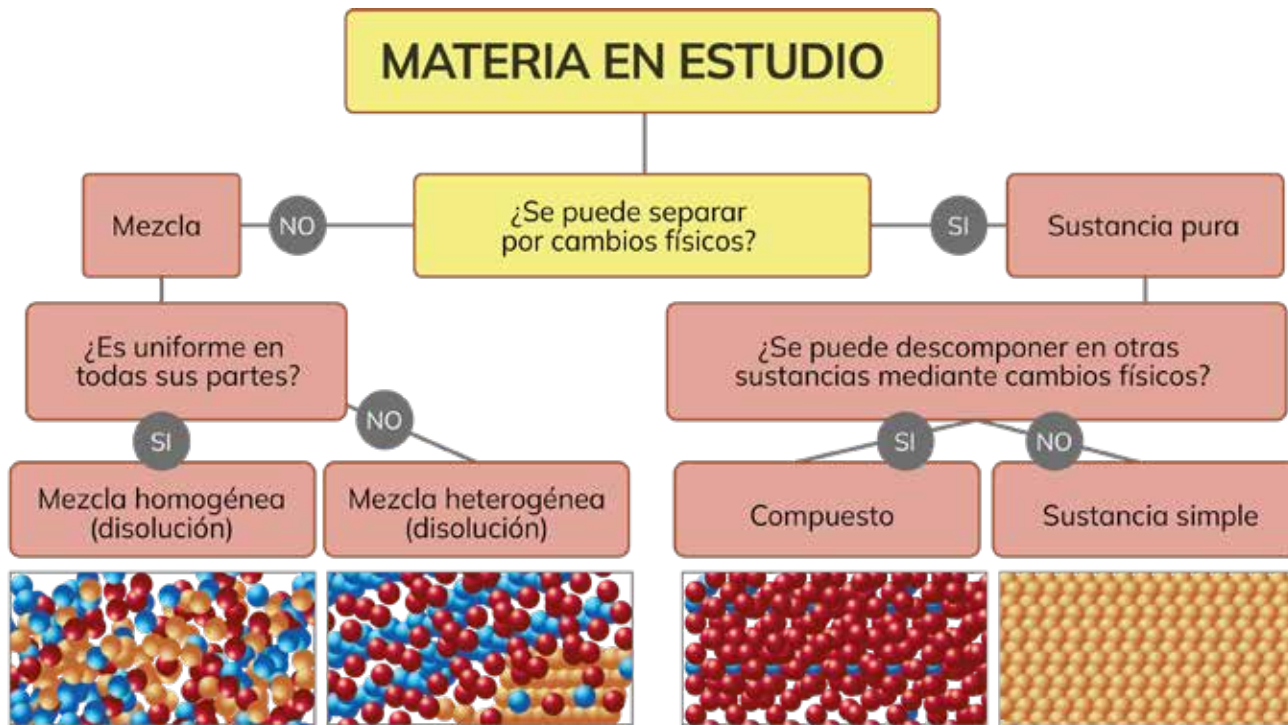 MATERIA EN ESTUDIO
Mezcla
NO
¿Se puede separar
por cambios físicos?
SI
Sustancia pura
¿Es uniforme en
todas sus partes?
¿Se puede descomponer en otras
sustancias mediante cambios físicos?
SI
NO
SI
NO
Mezcla homogénea
(disolución)
Mezcla heterogénea
(disolución)
Compuesto
Sustancia simple